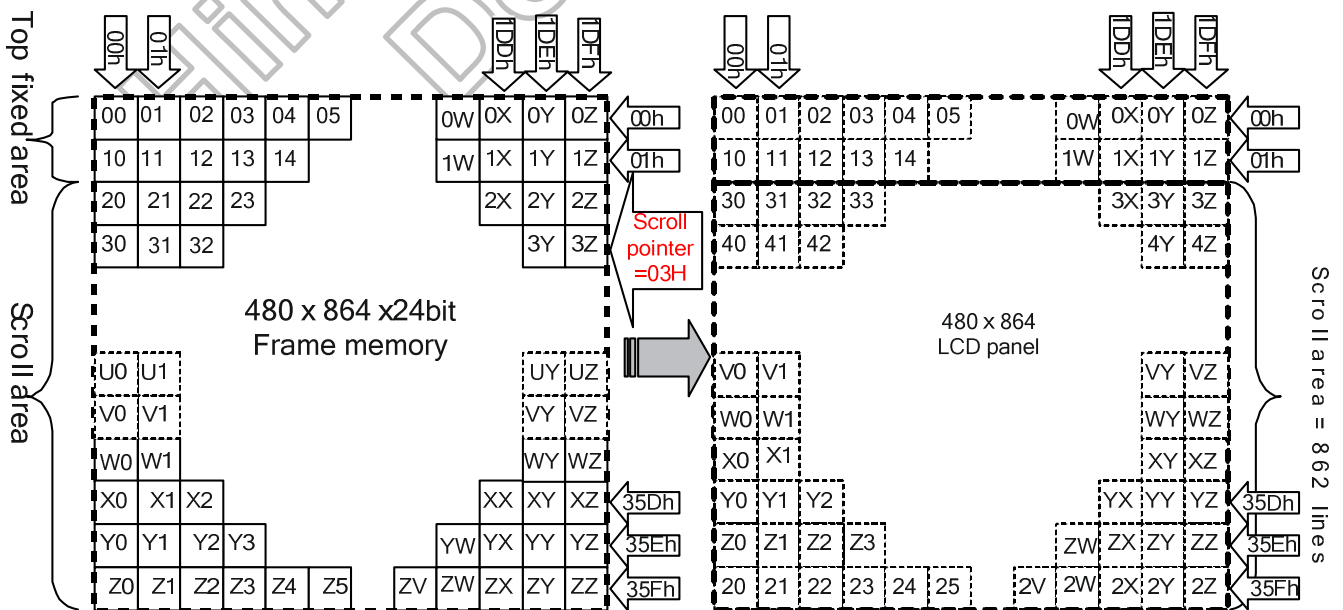 00h 01h 1DDh 1DEh 1DFh 00h 01h 1DDh 1DEh 1DFh
Top fixed area
00 01 02 03 04 05 0W 0X 0Y 0Z 00h 00 01 02 03 04 05 0W 0X 0Y 0Z 00h
10 11 12 13 14 1W 1X 1Y 1Z 01h 10 11 12 13 14 1W 1X 1Y 1Z 01h
20 21 22 23 2X 2Y 2Z 30 31 32 33 3X 3Y 3Z
30 31 32 3Y 3Z 40 41 42 4Y 4Z
Scroll
pointer
=03H
480 x 864 x24bit
Frame memory
480 x 864
LCD panel
Scroll area
Scroll area = 862 lines
U0 U1 UY UZ V0 V1 VY VZ
V0 V1 VY VZ W0 W1 WY WZ
W0 W1 WY WZ X0 X1 XY XZ
X0 X1 X2 XX XY XZ 35Dh Y0 Y1 Y2 YX YY YZ 35Dh
Y0 Y1 Y2 Y3 YW YX YY YZ 35Eh Z0 Z1 Z2 Z3 ZW ZX ZY ZZ 35Eh
Z0 Z1 Z2 Z3 Z4 Z5 ZV ZW ZX ZY ZZ 35Fh 20 21 22 23 24 25 2V 2W 2X 2Y 2Z 35Fh